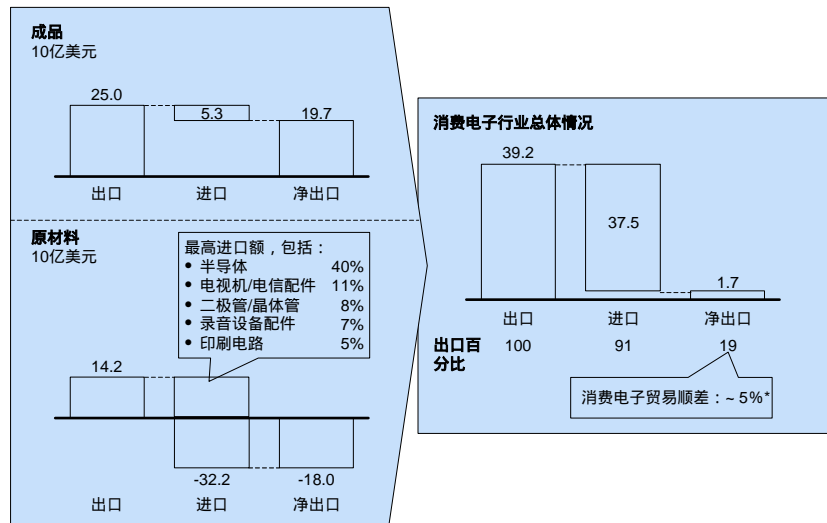 成品
10亿美元
25.0
5.3
19.7
出口 进口 净出口
原材料
10亿美元
最高进口额，包括：
• 半导体 40%
• 电视机/电信配件 11%
• 二极管/晶体管 8%
• 录音设备配件 7%
• 印刷电路 5%
14.2
-32.2
-18.0
出口 进口 净出口
消费电子行业总体情况
39.2
37.5
1.7
出口 进口 净出口
出口百 100 91 19
分比
消费电子贸易顺差：~ 5%*